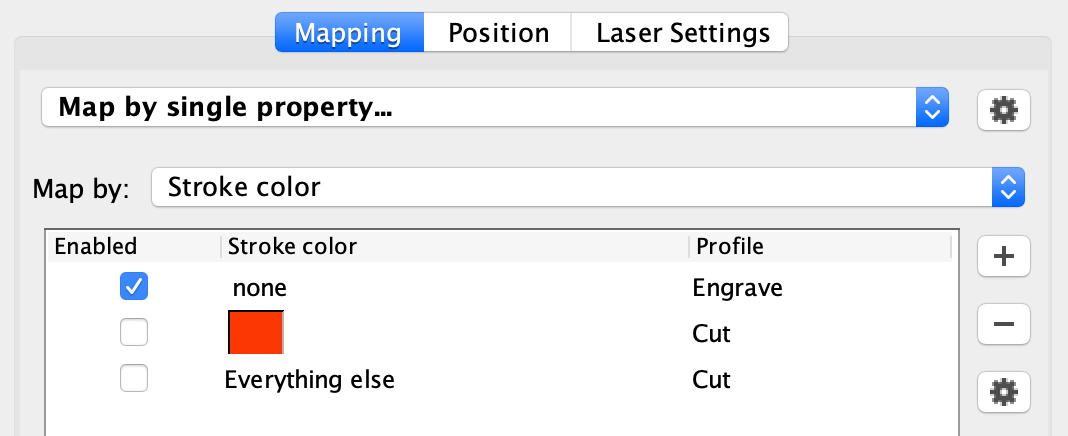 Mapping Position Laser Settings
Map by single property...
Map by: Stroke color
Enabled Stroke color Profile
none Engrave
Cut
Everything else Cut